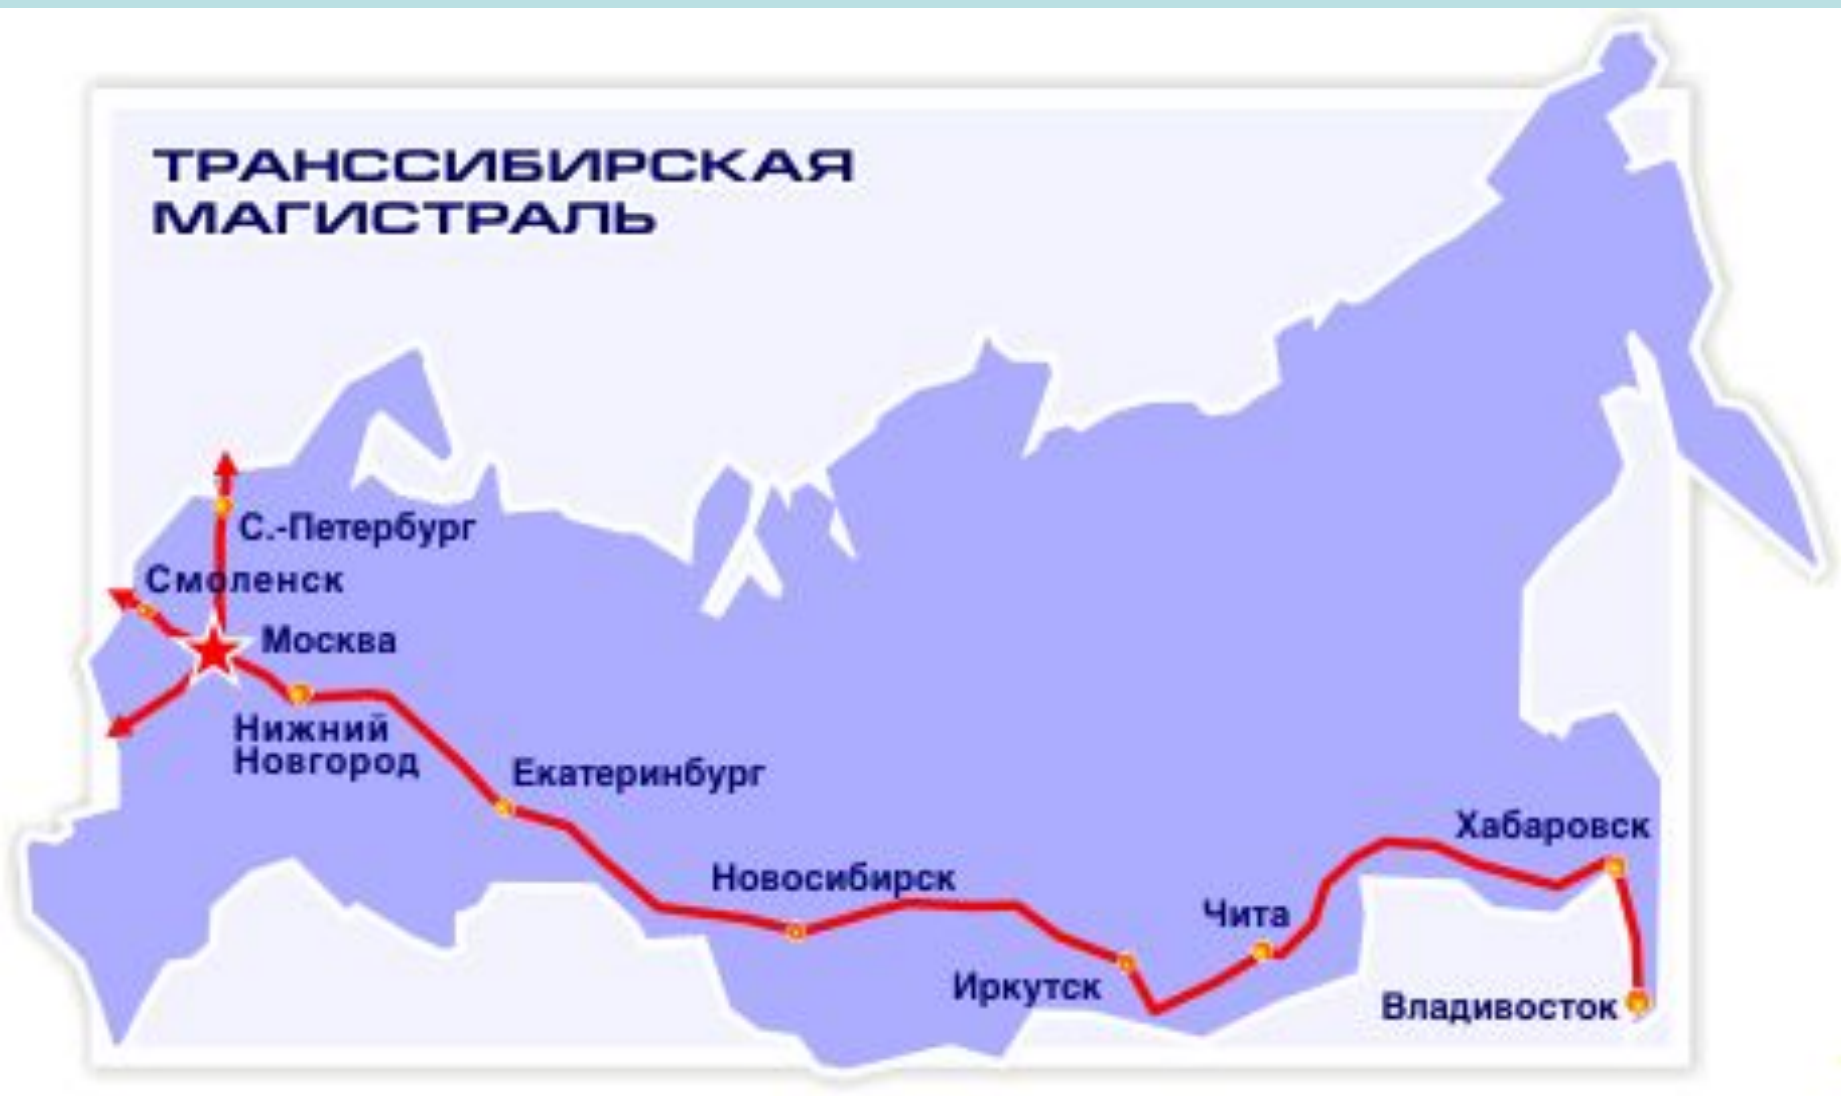 ТРАНССИБИРСКАЯ
МАГИСТРАЛЬ
С.-Петербург
Смоленск
Москва
Нижний
Новгород
Екатеринбург
Новосибирск
Иркутск
Чита
Хабаровск
Владивосток